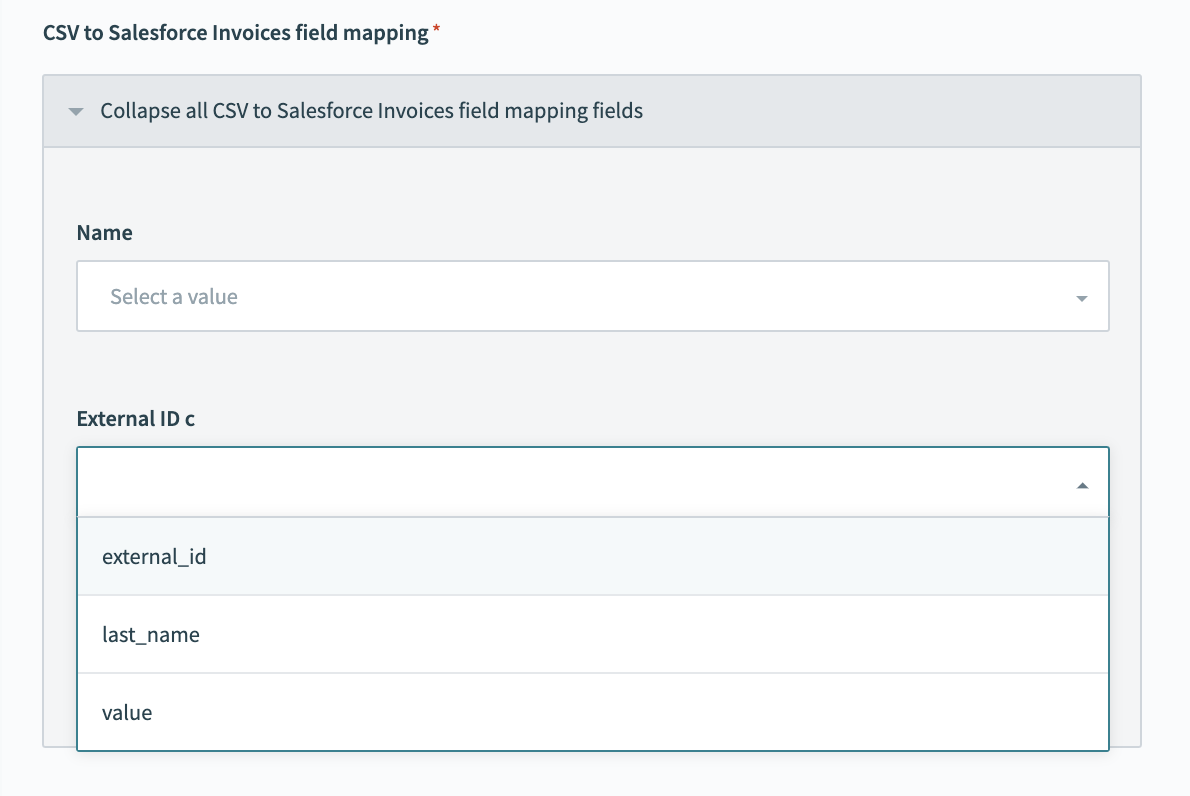 CSV to Salesforce Invoices field mapping *
Collapse all CSV to Salesforce Invoices field mapping fields
Name
Select a value
External ID c
external_id
last_name
value